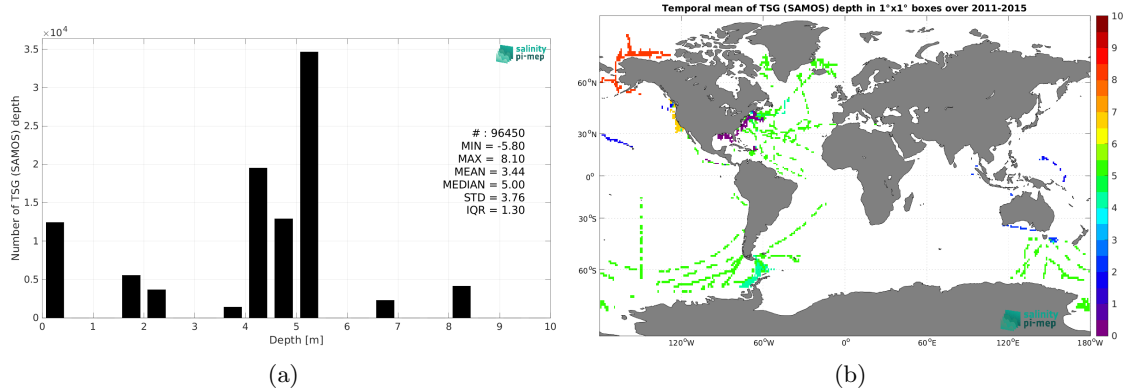 ×10⁴
3.5
3
2.5
2
1.5
1
0.5
0
0 1 2 3 4 5 6 7 8 9 10
Number of TSG (SAMOS) depth
Depth [m]
salinity
pi-mep
# : 96450
MIN = -5.80
MAX = 8.10
MEAN = 3.44
MEDIAN = 5.00
STD = 3.76
IQR = 1.30
(a)
Temporal mean of TSG (SAMOS) depth in 1°x1° boxes over 2011-2015
60°N
30°N
0°
30°S
60°S
120°W 60°W 0° 60°E 120°E 180°W
10
9
8
7
6
5
4
3
2
1
0
salinity
pi-mep
(b)